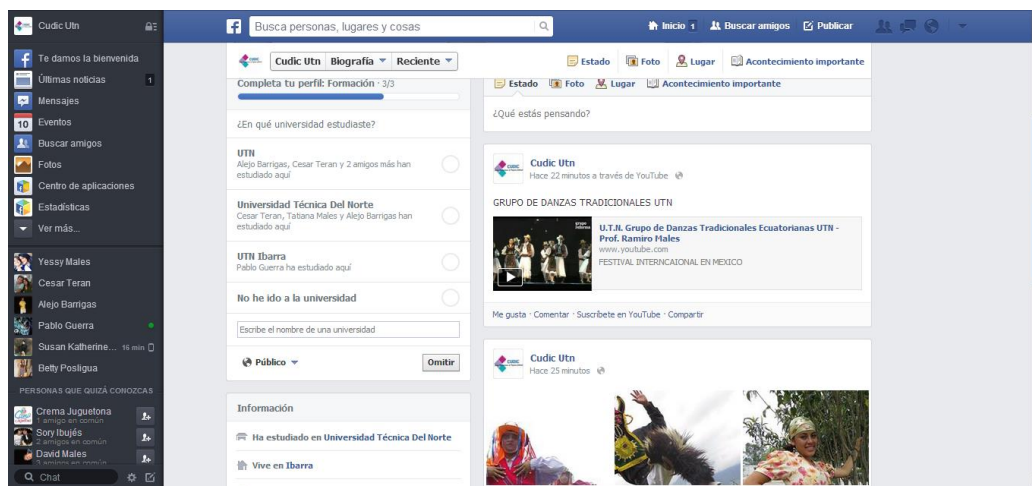 Cudic Utn
Te damos la bienvenida
Últimas noticias 1
Mensajes
10 Eventos
Buscar amigos
Fotos
Centro de aplicaciones
Estadísticas
Ver más...
Yessy Males
Cesar Teran
Alejo Barrigas
Pablo Guerra
Susan Katherine... 16 min
Betty Posligua
PERSONAS QUE QUIZÁ CONOZCAS
Crema Juguetona
1 amigo en común
Sory Ibujés
2 amigos en común
David Males
3 amigos en común
Chat
Busca personas, lugares y cosas
Inicio 1 Buscar amigos Publicar
Cudic Utn Biografía Reciente
Estado Foto Lugar Acontecimiento importante
Completa tu perfil: Formación · 3/3
¿En qué universidad estudiaste?
UTN
Alejo Barrigas, Cesar Teran y 2 amigos más han
estudiado aquí
Universidad Técnica Del Norte
Cesar Teran, Tatiana Males y Alejo Barrigas han
estudiado aquí
UTN Ibarra
Pablo Guerra ha estudiado aquí
No he ido a la universidad
Escribe el nombre de una universidad
Público Omitir
Información
Ha estudiado en Universidad Técnica Del Norte
Vive en Ibarra
Estado Foto Lugar Acontecimiento importante
¿Qué estás pensando?
Cudic Utn
Hace 22 minutos a través de YouTube
GRUPO DE DANZAS TRADICIONALES UTN
U.T.N. Grupo de Danzas Tradicionales Ecuatorianas UTN -
Prof. Ramiro Males
www.youtube.com
FESTIVAL INTERNCAIONAL EN MEXICO
Me gusta · Comentar · Suscríbete en YouTube · Compartir
Cudic Utn
Hace 25 minutos